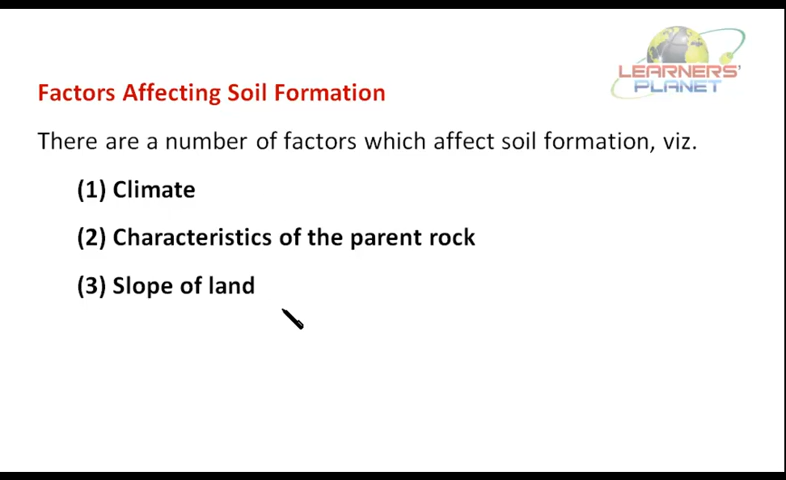 LEARNERS'
PLANET
Factors Affecting Soil Formation
There are a number of factors which affect soil formation, viz.
(1) Climate
(2) Characteristics of the parent rock
(3) Slope of land